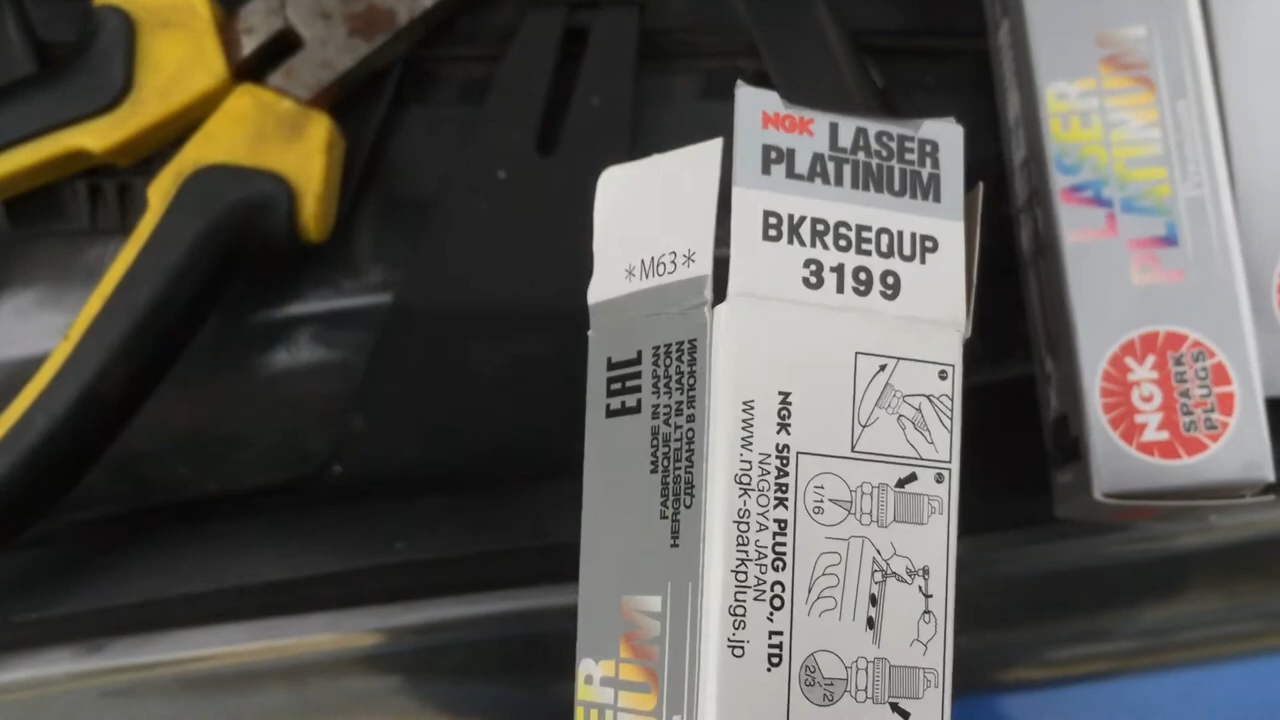 NGK LASER
PLATINUM
BKR6EQUP
3199
*M63*
EAC
MADE IN JAPAN
FABRIQUE AU JAPON
HERGESTELLT IN JAPAN
СДЕЛАНО В ЯПОНИИ
NGK SPARK PLUG CO., LTD.
NAGOYA JAPAN
www.ngk-sparkplugs.jp
1
2
1/16
1/2
2/3
LASER
PLATINUM
NGK
SPARK
PLUGS